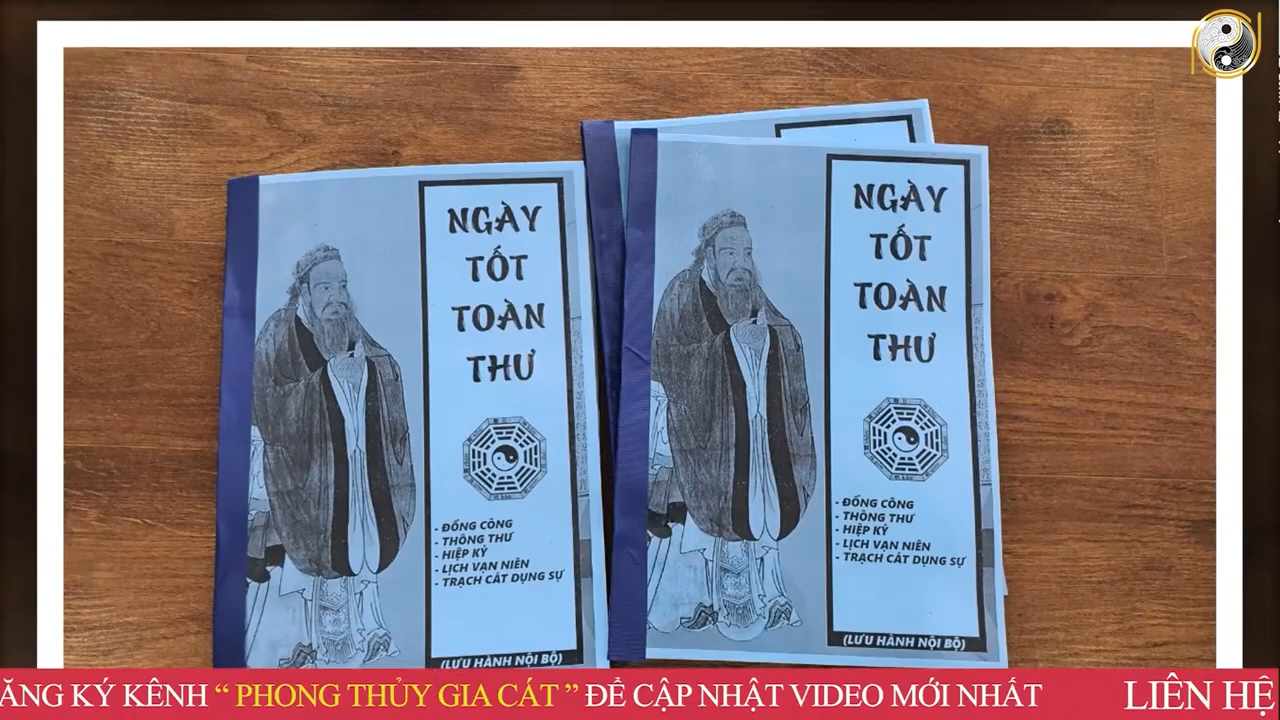 NGÀY
TỐT
TOÀN
THƯ
- ĐỔNG CÔNG
- THÔNG THƯ
- HIỆP KỶ
- LỊCH VẠN NIÊN
- TRẠCH CÁT DỤNG SỰ
(LƯU HÀNH NỘI BỘ)
NGÀY
TỐT
TOÀN
THƯ
- ĐỔNG CÔNG
- THÔNG THƯ
- HIỆP KỶ
- LỊCH VẠN NIÊN
- TRẠCH CÁT DỤNG SỰ
(LƯU HÀNH NỘI BỘ)
ĂNG KÝ KÊNH “ PHONG THỦY GIA CÁT ” ĐỂ CẬP NHẬT VIDEO MỚI NHẤT LIÊN HỆ